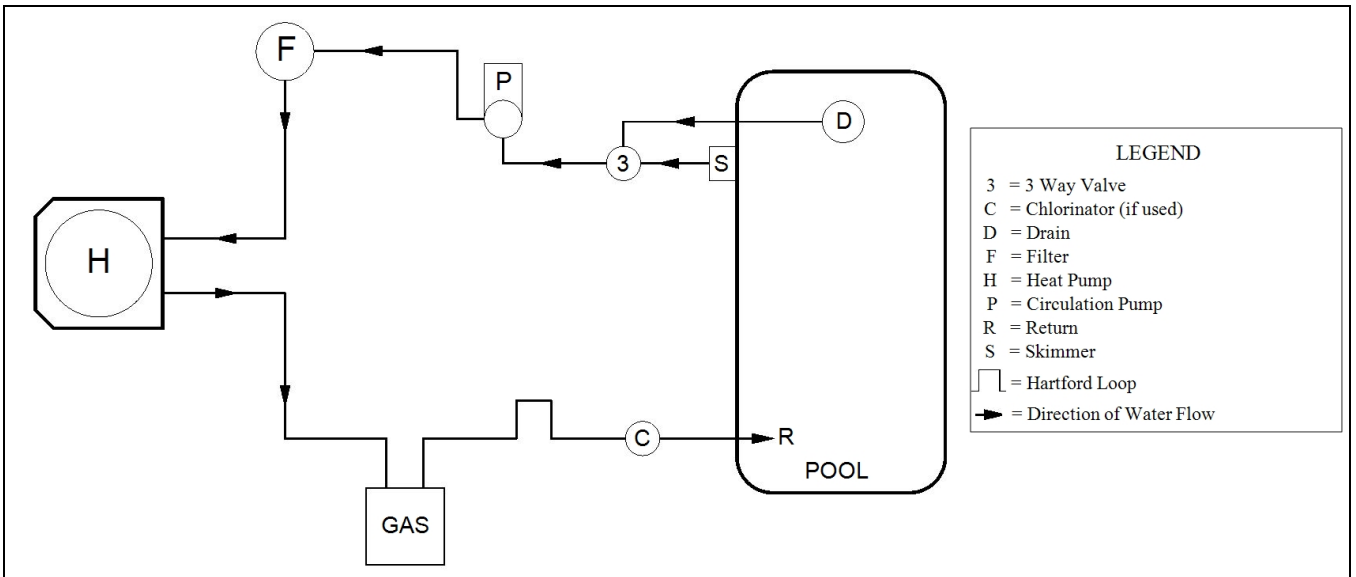 F
P
D
3
S
H
C
R
POOL
GAS
LEGEND
3 = 3 Way Valve
C = Chlorinator (if used)
D = Drain
F = Filter
H = Heat Pump
P = Circulation Pump
R = Return
S = Skimmer
= Hartford Loop
= Direction of Water Flow